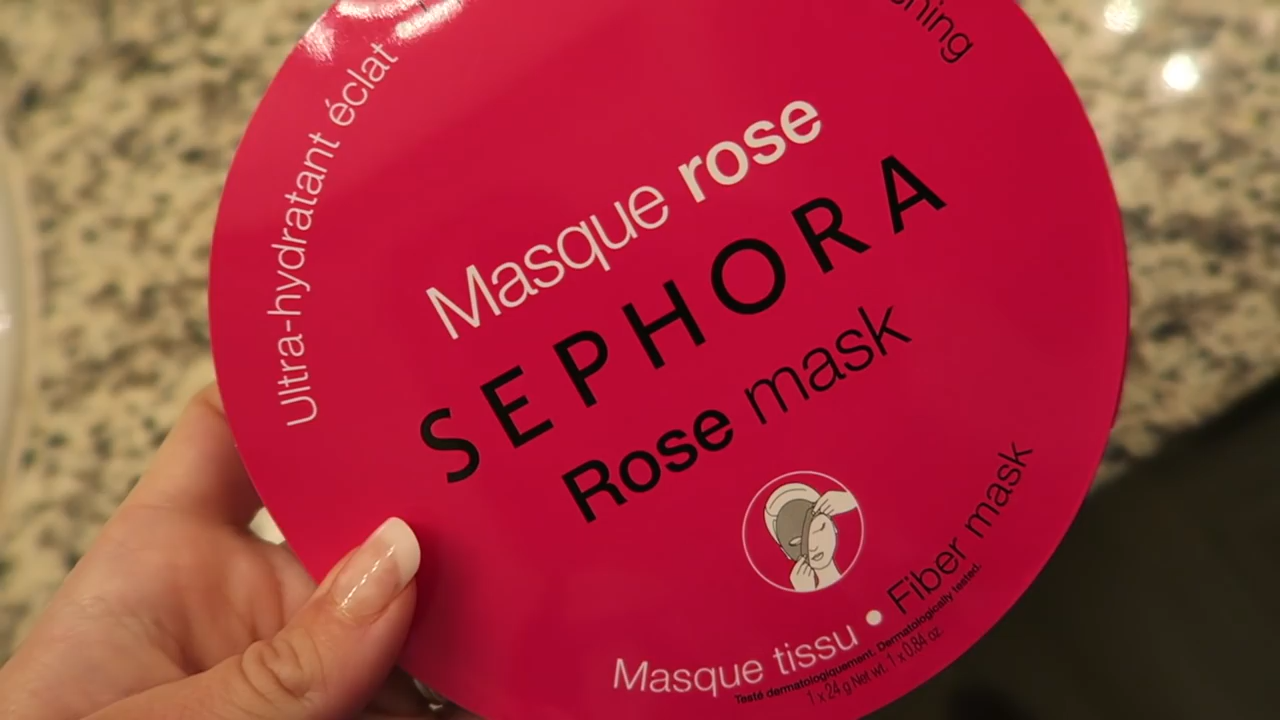 Ultra-hydratant éclat
Masque rose
SEPHORA
Rose mask
Masque tissu • Fiber mask
Testé dermatologiquement. Dermatologically tested.
1 x 24 g Net wt. 1 x 0.84 oz.